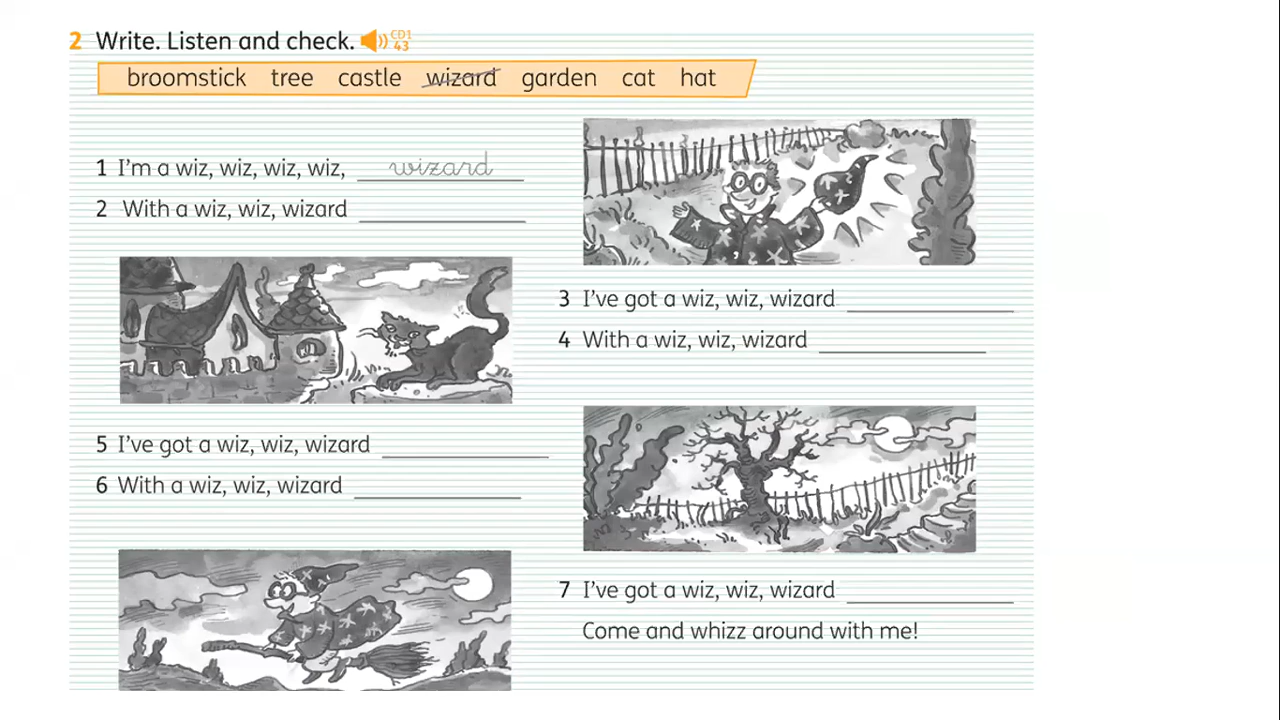 2 Write. Listen and check. CD1 43
broomstick tree castle wizard garden cat hat
1 I'm a wiz, wiz, wiz, wiz, wizard
2 With a wiz, wiz, wizard
3 I've got a wiz, wiz, wizard
4 With a wiz, wiz, wizard
5 I've got a wiz, wiz, wizard
6 With a wiz, wiz, wizard
7 I've got a wiz, wiz, wizard
Come and whizz around with me!